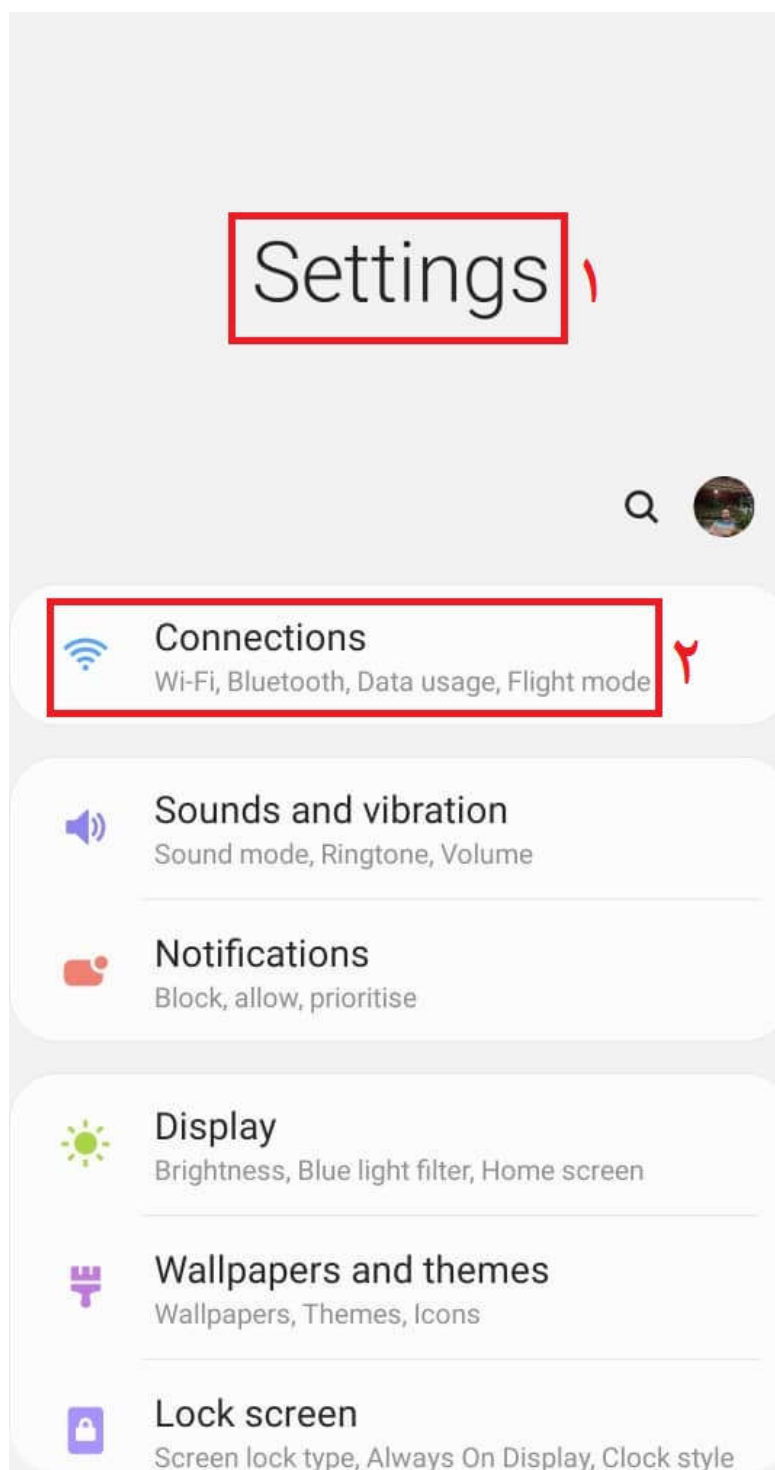 Settings ۱
Connections ۲
Wi-Fi, Bluetooth, Data usage, Flight mode
Sounds and vibration
Sound mode, Ringtone, Volume
Notifications
Block, allow, prioritise
Display
Brightness, Blue light filter, Home screen
Wallpapers and themes
Wallpapers, Themes, Icons
Lock screen
Screen lock type, Always On Display, Clock style